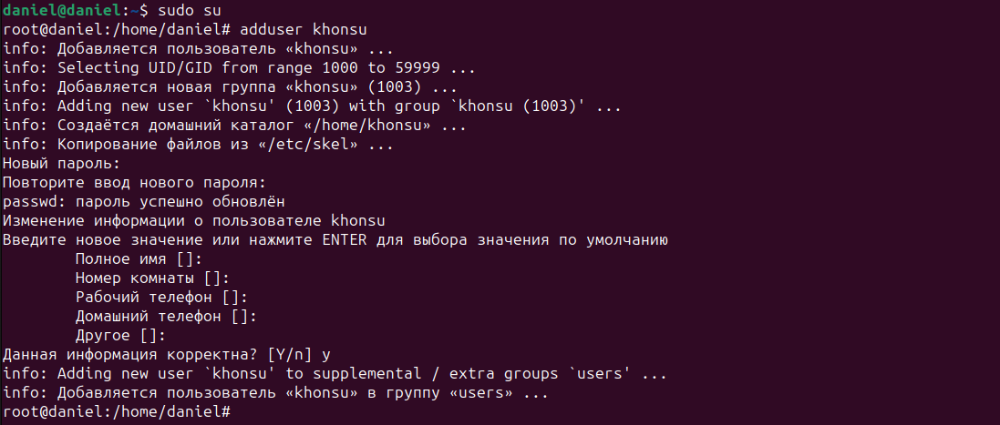 daniel@daniel:~$ sudo su
root@daniel:/home/daniel# adduser khonsu
info: Добавляется пользователь «khonsu» ...
info: Selecting UID/GID from range 1000 to 59999 ...
info: Добавляется новая группа «khonsu» (1003) ...
info: Adding new user `khonsu' (1003) with group `khonsu (1003)' ...
info: Создаётся домашний каталог «/home/khonsu» ...
info: Копирование файлов из «/etc/skel» ...
Новый пароль:
Повторите ввод нового пароля:
passwd: пароль успешно обновлён
Изменение информации о пользователе khonsu
Введите новое значение или нажмите ENTER для выбора значения по умолчанию
        Полное имя []:
        Номер комнаты []:
        Рабочий телефон []:
        Домашний телефон []:
        Другое []:
Данная информация корректна? [Y/n] y
info: Adding new user `khonsu' to supplemental / extra groups `users' ...
info: Добавляется пользователь «khonsu» в группу «users» ...
root@daniel:/home/daniel#